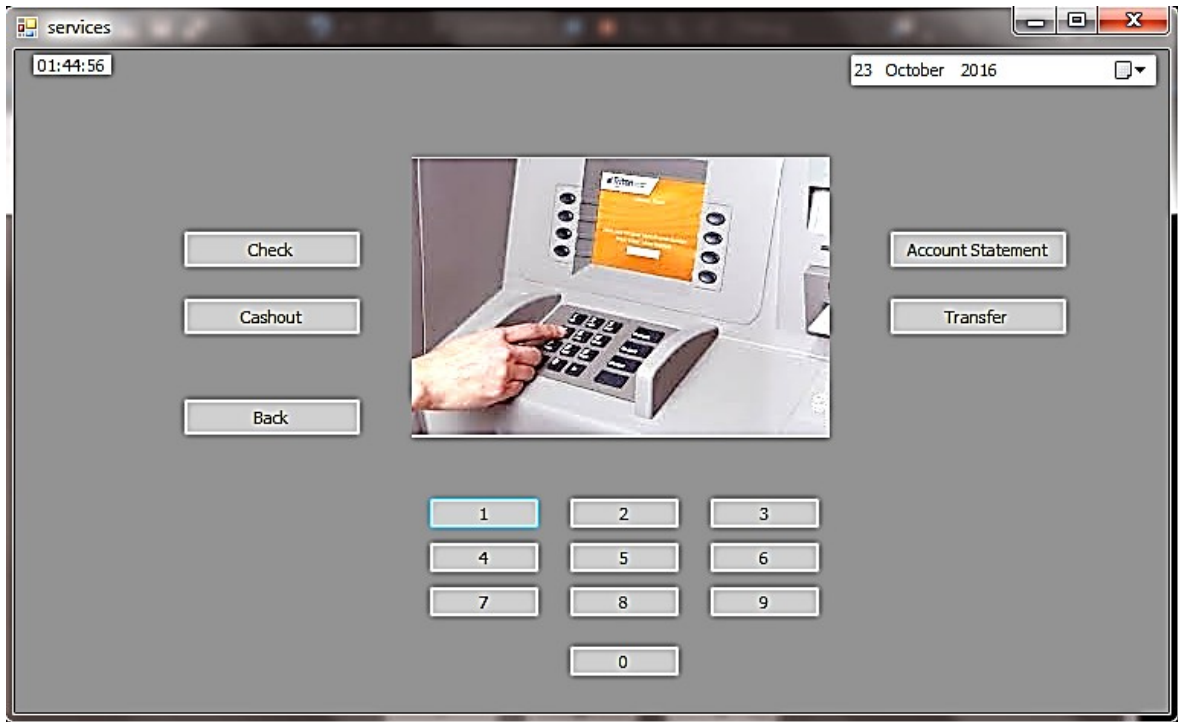 services
01:44:56
23 October 2016
Check
Account Statement
Cashout
Transfer
Back
1 2 3
4 5 6
7 8 9
0